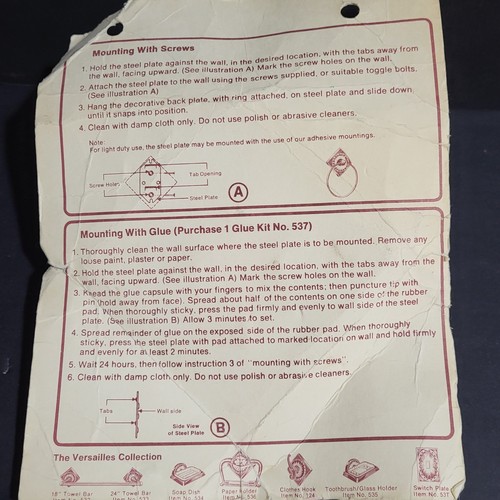 Mounting With Screws
1. Hold the steel plate against the wall, in the desired location, with the tabs away from
the wall, facing upward. (See illustration A) Mark the screw holes on the wall.
2. Attach the steel plate to the wall using the screws supplied, or suitable toggle bolts.
(See illustration A)
3. Hang the decorative back plate, with ring attached, on steel plate and slide down
until it snaps into position.
4. Clean with damp cloth only. Do not use polish or abrasive cleaners.
Note:
For light duty use, the steel plate may be mounted with the use of our adhesive mountings.
Screw Holes
Tab Opening
Steel Plate
A
Mounting With Glue (Purchase 1 Glue Kit No. 537)
1. Thoroughly clean the wall surface where the steel plate is to be mounted. Remove any
loose paint, plaster or paper.
2. Hold the steel plate against the wall, in the desired location, with the tabs away from the
wall, facing upward. (See illustration A) Mark the screw holes on the wall.
3. Knead the glue capsule with your fingers to mix the contents; then puncture tip with
pin (hold away from face). Spread about half of the contents on one side of the rubber
pad. When thoroughly sticky, press the pad firmly and evenly to wall side of the steel
plate. (See illustration B) Allow 3 minutes to set.
4. Spread remainder of glue on the exposed side of the rubber pad. When thoroughly
sticky, press the steel plate with pad attached to marked location on wall and hold firmly
and evenly for at least 2 minutes.
5. Wait 24 hours, then follow instruction 3 of "mounting with screws".
6. Clean with damp cloth only. Do not use polish or abrasive cleaners.
Tabs
Wall side
Side View
of Steel Plate
B
The Versailles Collection
18" Towel Bar
24" Towel Bar
Soap Dish
Item No. 534
Paper Holder
Item No. 536
Clothes Hook
Item No. 524
Toothbrush/Glass Holder
Item No. 535
Switch Plate
Item No. 531